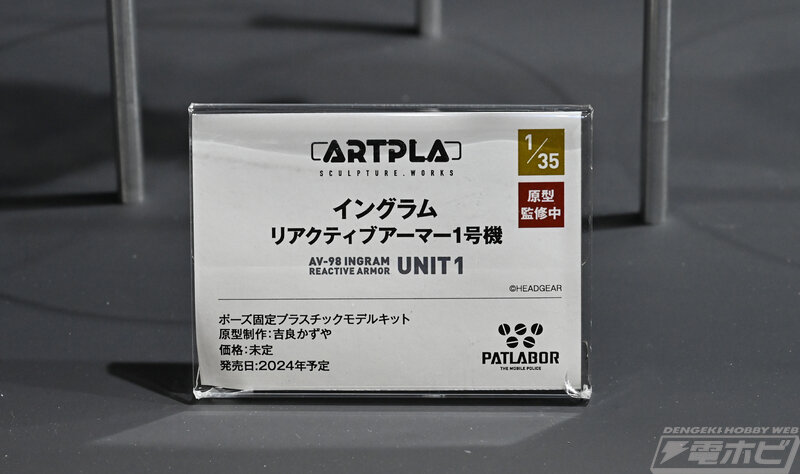 ARTPLA
SCULPTURE.WORKS
1/35
原型
監修中
イングラム
リアクティブアーマー1号機
AV-98 INGRAM
REACTIVE ARMOR UNIT1
©HEADGEAR
ポーズ固定プラスチックモデルキット
原型制作:吉良かずや
価格:未定
発売日:2024年予定
PATLABOR
THE MOBILE POLICE
DENGEKI HOBBY WEB
電ホビ